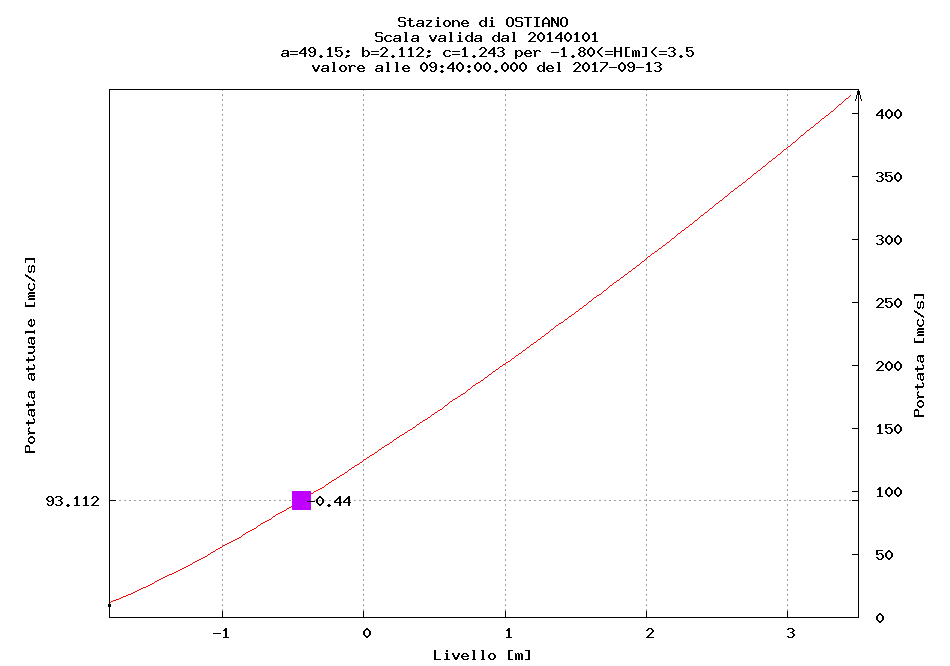 Stazione di OSTIANO
Scala valida dal 20140101
a=49.15; b=2.112; c=1.243 per -1.80<=H[m]<=3.5
valore alle 09:40:00.000 del 2017-09-13
Portata attuale [mc/s]
93.112
-0.44
400
350
300
250
200
150
100
50
0
Portata [mc/s]
-1
0
1
2
3
Livello [m]